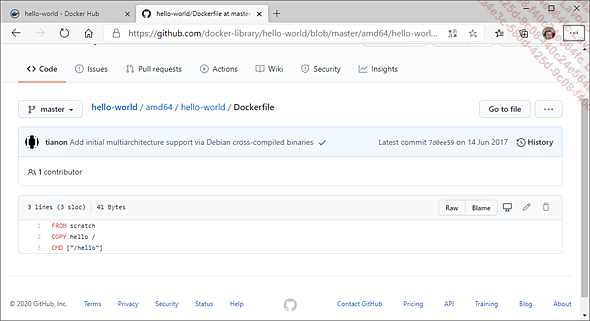 hello-world - Docker Hub
hello-world/Dockerfile at master
https://github.com/docker-library/hello-world/blob/master/amd64/hello-wor...
Code
Issues
Pull requests
Actions
Wiki
Security
Insights
master
hello-world / amd64 / hello-world / Dockerfile
Go to file
tianon Add initial multiarchitecture support via Debian cross-compiled binaries
Latest commit 7d0ee59 on 14 Jun 2017
History
1 contributor
3 lines (3 sloc) 41 Bytes
Raw
Blame
1 FROM scratch
2 COPY hello /
3 CMD ["/hello"]
© 2020 GitHub, Inc. Terms Privacy Security Status Help Contact GitHub Pricing API Training Blog About